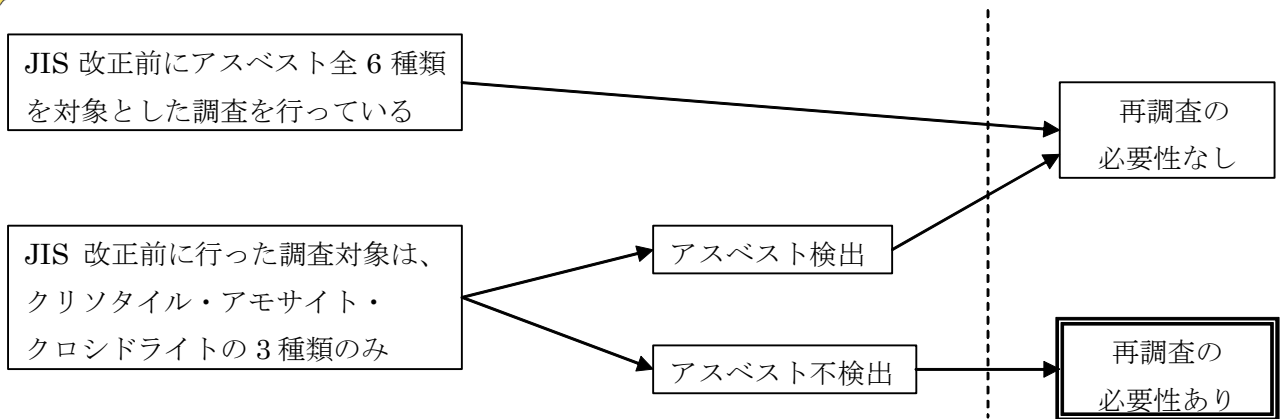 JIS 改正前にアスベスト全 6 種類
を対象とした調査を行っている
再調査の
必要性なし
JIS 改正前に行った調査対象は、
クリソタイル・アモサイト・
クロシドライトの 3 種類のみ
アスベスト検出
アスベスト不検出
再調査の
必要性あり